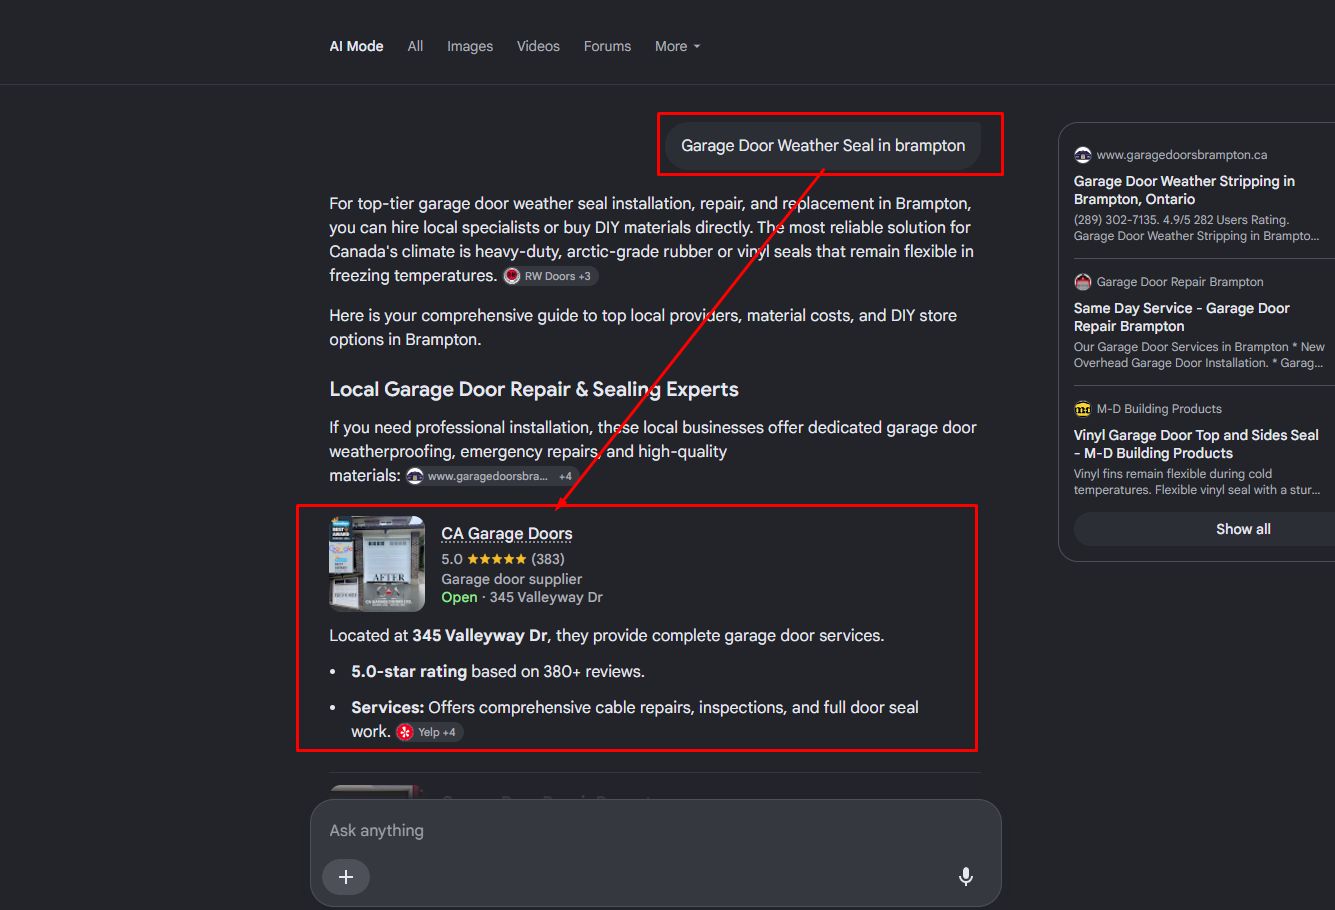 AI Mode All Images Videos Forums More
Garage Door Weather Seal in brampton
For top-tier garage door weather seal installation, repair, and replacement in Brampton,
you can hire local specialists or buy DIY materials directly. The most reliable solution for
Canada's climate is heavy-duty, arctic-grade rubber or vinyl seals that remain flexible in
freezing temperatures. RW Doors +3
Here is your comprehensive guide to top local providers, material costs, and DIY store
options in Brampton.
Local Garage Door Repair & Sealing Experts
If you need professional installation, these local businesses offer dedicated garage door
weatherproofing, emergency repairs, and high-quality
materials: www.garagedoorsbra... +4
AFTER
BEFORE
CA Garage Doors
5.0 ★★★★★ (383)
Garage door supplier
Open · 345 Valleyway Dr
Located at 345 Valleyway Dr, they provide complete garage door services.
• 5.0-star rating based on 380+ reviews.
• Services: Offers comprehensive cable repairs, inspections, and full door seal
work. Yelp +4
Ask anything
www.garagedoorsbrampton.ca
Garage Door Weather Stripping in
Brampton, Ontario
(289) 302-7135. 4.9/5 282 Users Rating.
Garage Door Weather Stripping in Brampto...
Garage Door Repair Brampton
Same Day Service - Garage Door
Repair Brampton
Our Garage Door Services in Brampton * New
Overhead Garage Door Installation. * Garag...
M-D Building Products
Vinyl Garage Door Top and Sides Seal
- M-D Building Products
Vinyl fins remain flexible during cold
temperatures. Flexible vinyl seal with a stur...
Show all